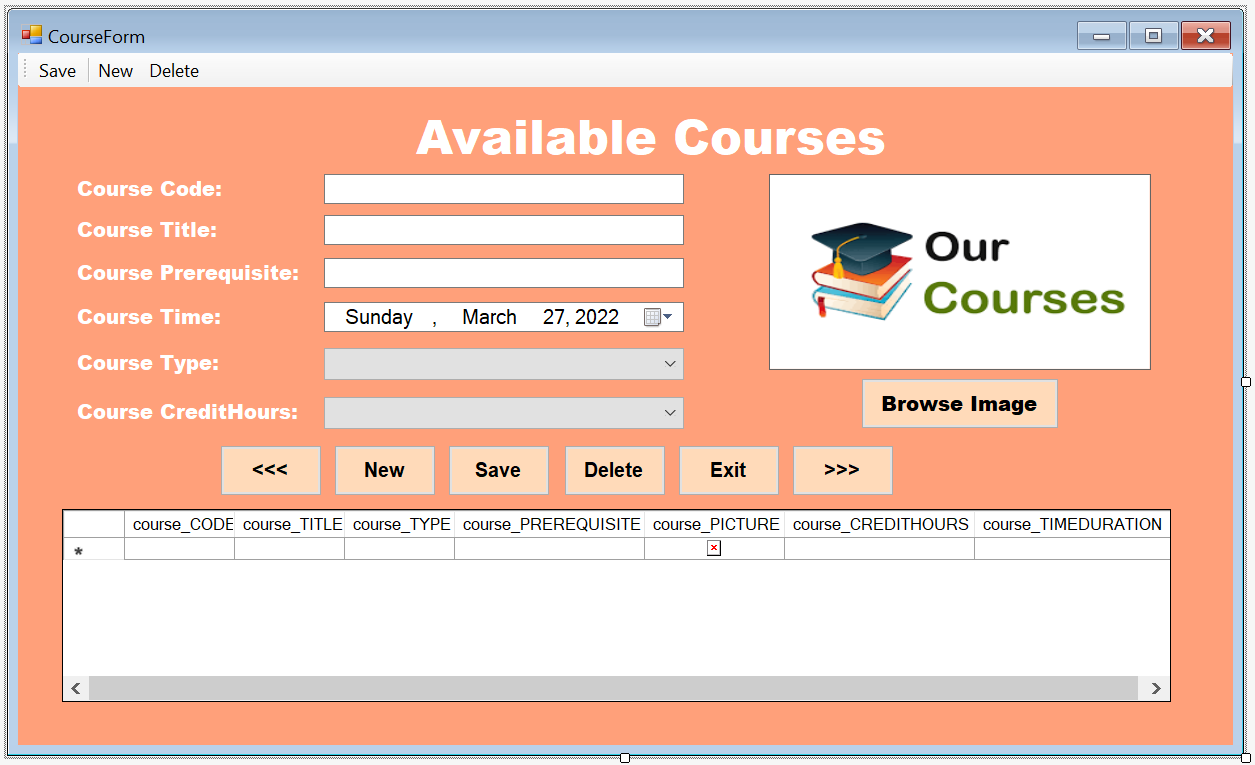 CourseForm
Save New Delete
Available Courses
Course Code:
Course Title:
Course Prerequisite:
Course Time: Sunday , March 27, 2022
Course Type:
Course CreditHours:
Our
Courses
Browse Image
<<< New Save Delete Exit >>>
course_CODE course_TITLE course_TYPE course_PREREQUISITE course_PICTURE course_CREDITHOURS course_TIMEDURATION
*